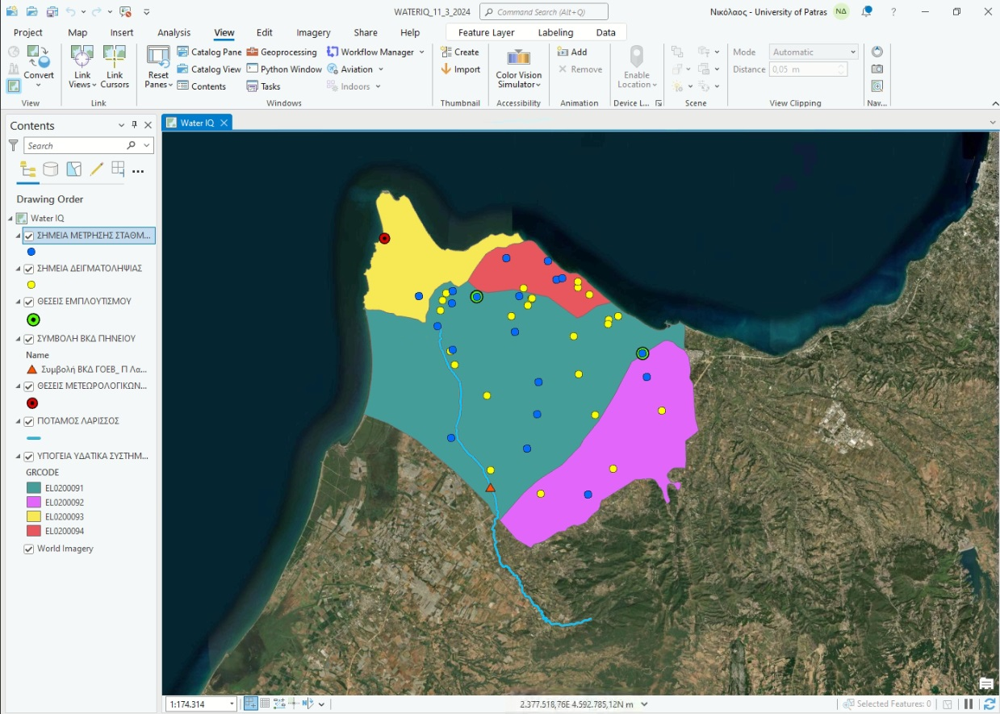 WATERIQ_11_3_2024
Command Search (Alt+Q)
Νικόλαος - University of Patras
ΝΔ
?
Project
Map
Insert
Analysis
View
Edit
Imagery
Share
Help
Feature Layer
Labeling
Data
Convert
View
Link Views
Link Cursors
Link
Reset Panes
Catalog Pane
Catalog View
Contents
Geoprocessing
Python Window
Tasks
Workflow Manager
Aviation
Indoors
Windows
Create
Import
Thumbnail
Color Vision Simulator
Accessibility
Add
Remove
Animation
Enable Location
Device L...
Scene
Mode
Automatic
Distance
0,05 m
View Clipping
Nav...
Contents
Water IQ
Search
Drawing Order
Water IQ
ΣΗΜΕΙΑ ΜΕΤΡΗΣΗΣ ΣΤΑΘΜ...
ΣΗΜΕΙΑ ΔΕΙΓΜΑΤΟΛΗΨΙΑΣ
ΘΕΣΕΙΣ ΕΜΠΛΟΥΤΙΣΜΟΥ
ΣΥΜΒΟΛΗ ΒΚΔ ΠΗΝΕΙΟΥ
Name
Συμβολή ΒΚΔ ΓΟΕΒ_ Π Λα...
ΘΕΣΕΙΣ ΜΕΤΕΩΡΟΛΟΓΙΚΩΝ...
ΠΟΤΑΜΟΣ ΛΑΡΙΣΣΟΣ
ΥΠΟΓΕΙΑ ΥΔΑΤΙΚΑ ΣΥΣΤΗΜ...
GRCODE
EL0200091
EL0200092
EL0200093
EL0200094
World Imagery
1:174.314
2.377.518,76E 4.592.785,12N m
Selected Features: 0